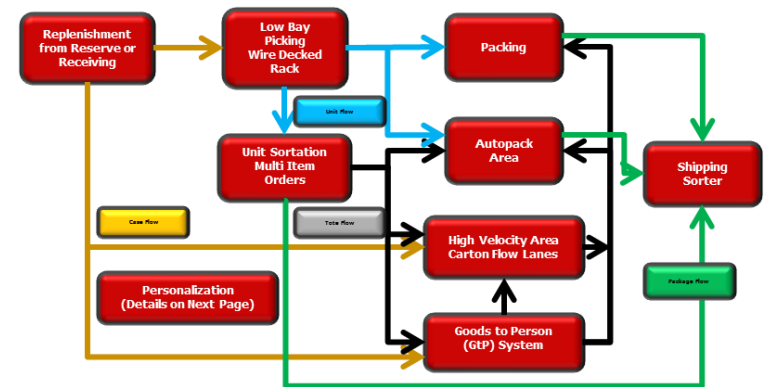 Replenishment
from Reserve or
Receiving
Low Bay
Picking
Wire Decked
Rack
Packing
Unit Flow
Unit Sortation
Multi Item
Orders
Autopack
Area
Shipping
Sorter
Case Flow
Tote Flow
High Velocity Area
Carton Flow Lanes
Personalization
(Details on Next Page)
Package Flow
Goods to Person
(GtP) System